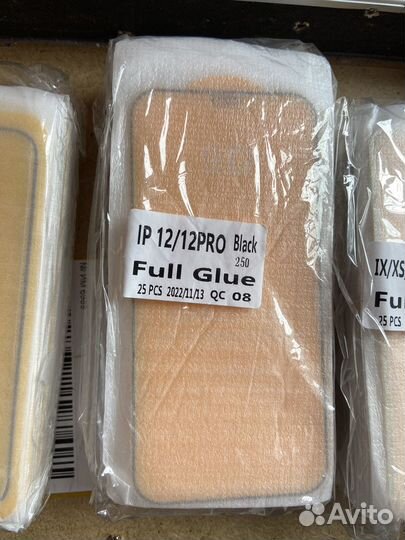 IP 12/12PRO Black
250
Full Glue
25 PCS 2022/11/13 QC 08
IX/XS
Fu
25 PCS
Avito